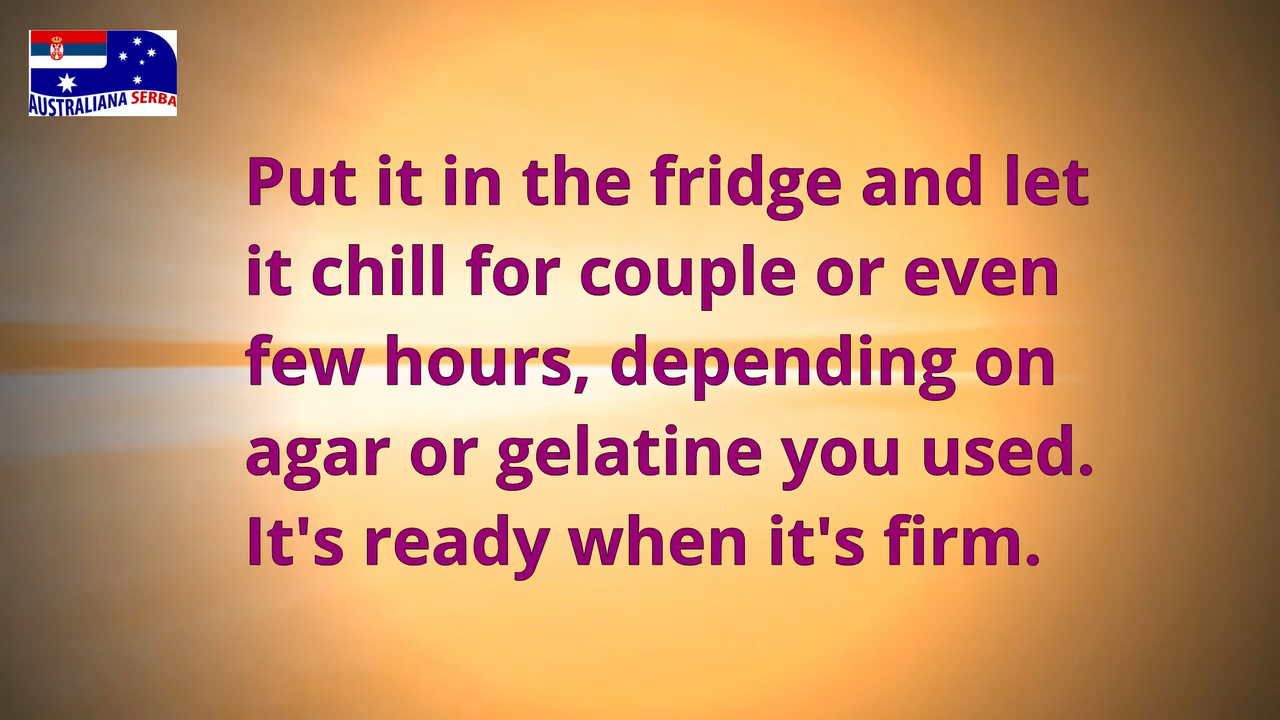 AUSTRALIANA SERBA
Put it in the fridge and let
it chill for couple or even
few hours, depending on
agar or gelatine you used.
It's ready when it's firm.